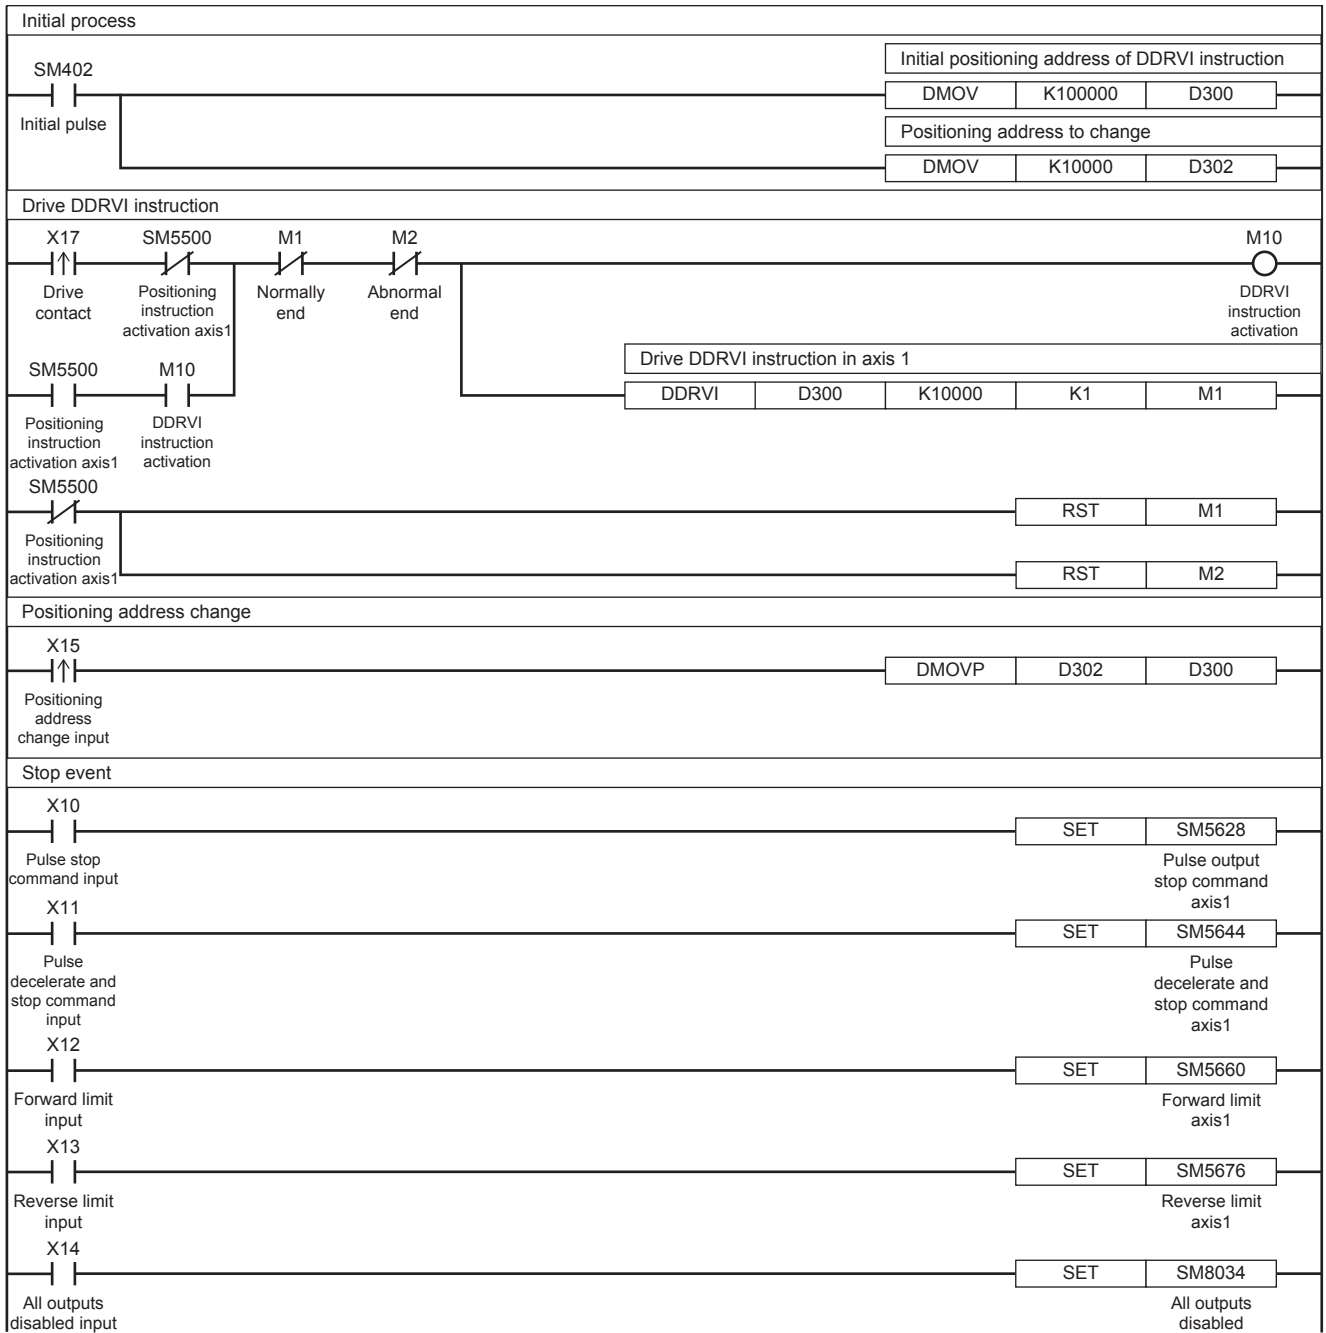 Initial process
Initial positioning address of DDRVI instruction
SM402
DMOV K100000 D300
Initial pulse
Positioning address to change
DMOV K10000 D302
Drive DDRVI instruction
X17 SM5500 M1 M2 M10
Drive contact
Positioning instruction activation axis1
Normally end
Abnormal end
DDRVI instruction activation
Drive DDRVI instruction in axis 1
SM5500 M10
DDRVI D300 K10000 K1 M1
Positioning instruction activation axis1
DDRVI instruction activation
SM5500
RST M1
Positioning
instruction
activation axis1
RST M2
Positioning address change
X15
DMOVP D302 D300
Positioning
address
change input
Stop event
X10
SET SM5628
Pulse stop
command input
Pulse output
stop command
axis1
X11
SET SM5644
Pulse
decelerate and
stop command
input
Pulse
decelerate and
stop command
axis1
X12
SET SM5660
Forward limit
input
Forward limit
axis1
X13
SET SM5676
Reverse limit
input
Reverse limit
axis1
X14
SET SM8034
All outputs
disabled input
All outputs
disabled